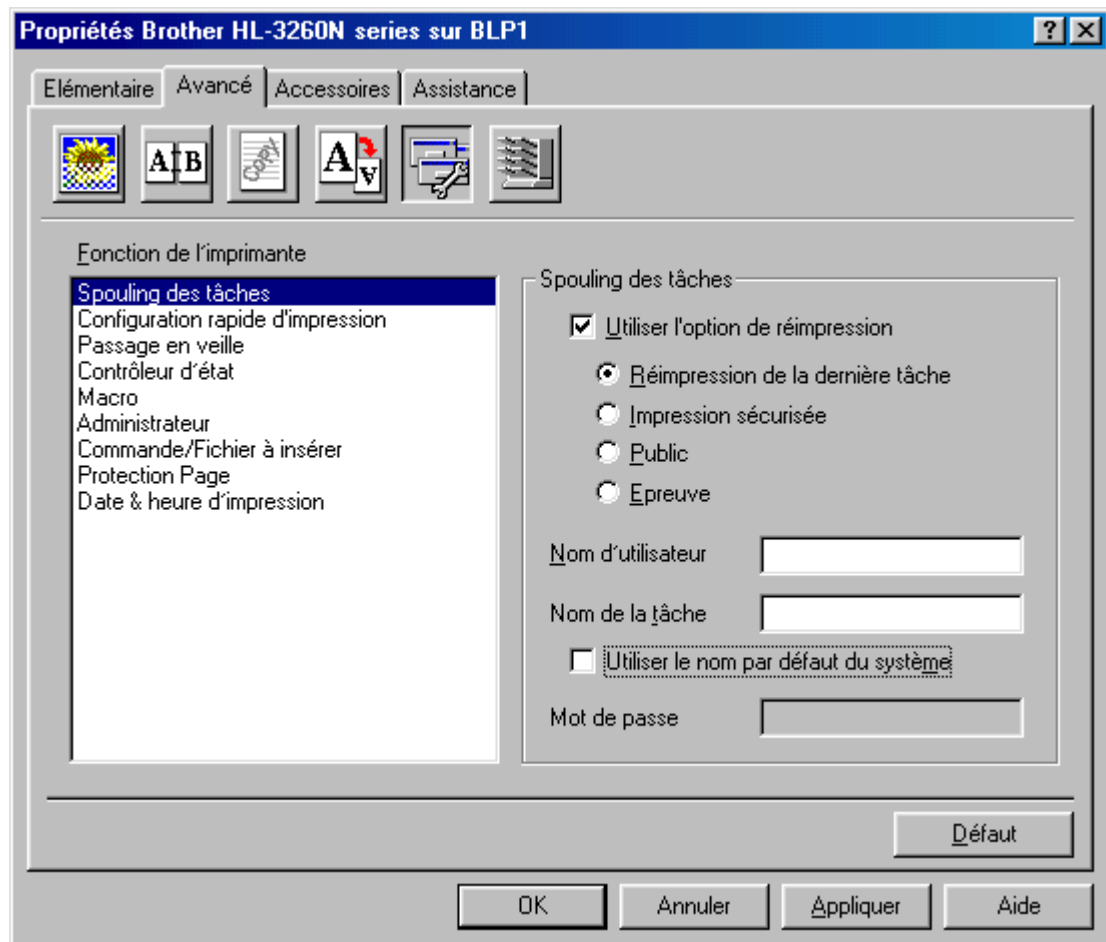 Propriétés Brother HL-3260N series sur BLP1
Elémentaire Avancé Accessoires Assistance
A B
Copy
A V
Fonction de l´imprimante
Spouling des tâches
Configuration rapide d'impression
Passage en veille
Contrôleur d´état
Macro
Administrateur
Commande/Fichier à insérer
Protection Page
Date & heure d´impression
Spouling des tâches
Utiliser l'option de réimpression
Réimpression de la dernière tâche
Impression sécurisée
Public
Epreuve
Nom d´utilisateur
Nom de la tâche
Utiliser le nom par défaut du système
Mot de passe
Défaut
OK Annuler Appliquer Aide